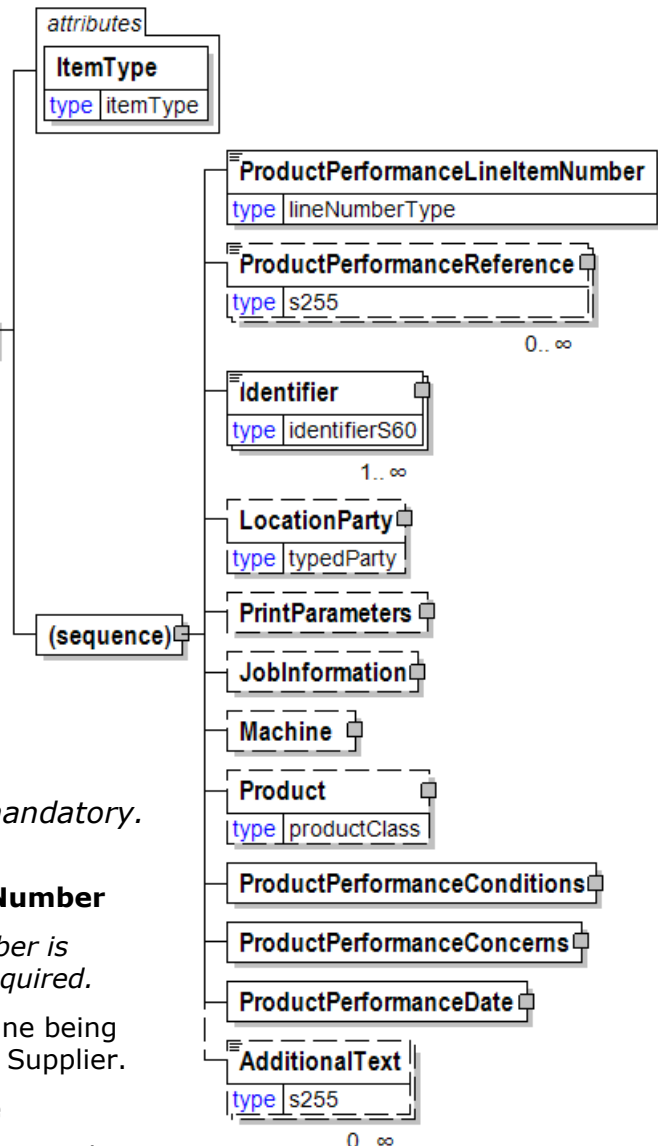 attributes
ItemType
type itemType
ProductPerformanceLineItemNumber
type lineNumberType
ProductPerformanceReference
type s255
0.. ∞
Identifier
type identifierS60
1.. ∞
LocationParty
type typedParty
PrintParameters
(sequence)
JobInformation
Machine
Product
type productClass
ProductPerformanceConditions
ProductPerformanceConcerns
ProductPerformanceDate
AdditionalText
type s255
0.. ∞
mandatory.
Number
ber is
quired.
ne being
Supplier.